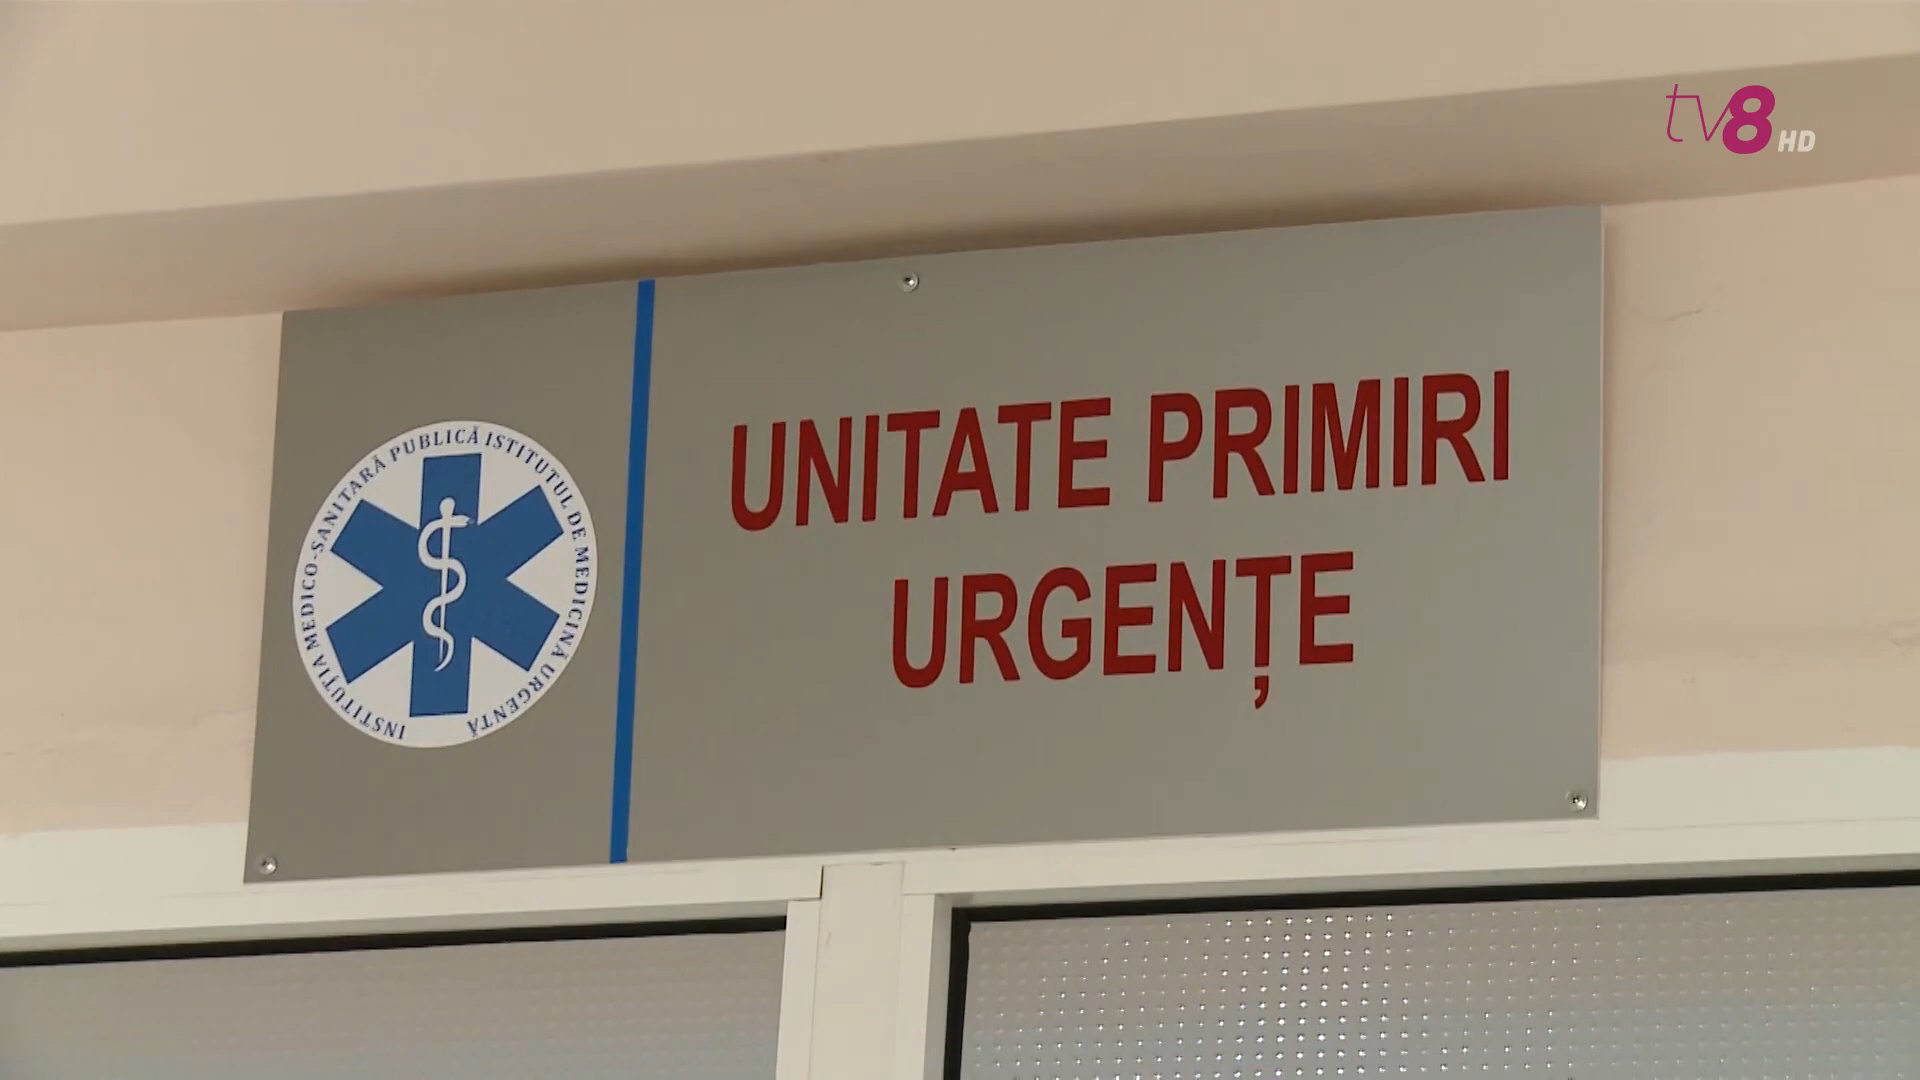 tv8 HD
UNITATE PRIMIRI
URGENȚE
INSTITUȚIA MEDICO-SANITARĂ PUBLICĂ ISTITUTUL DE MEDICINĂ URGENTĂ